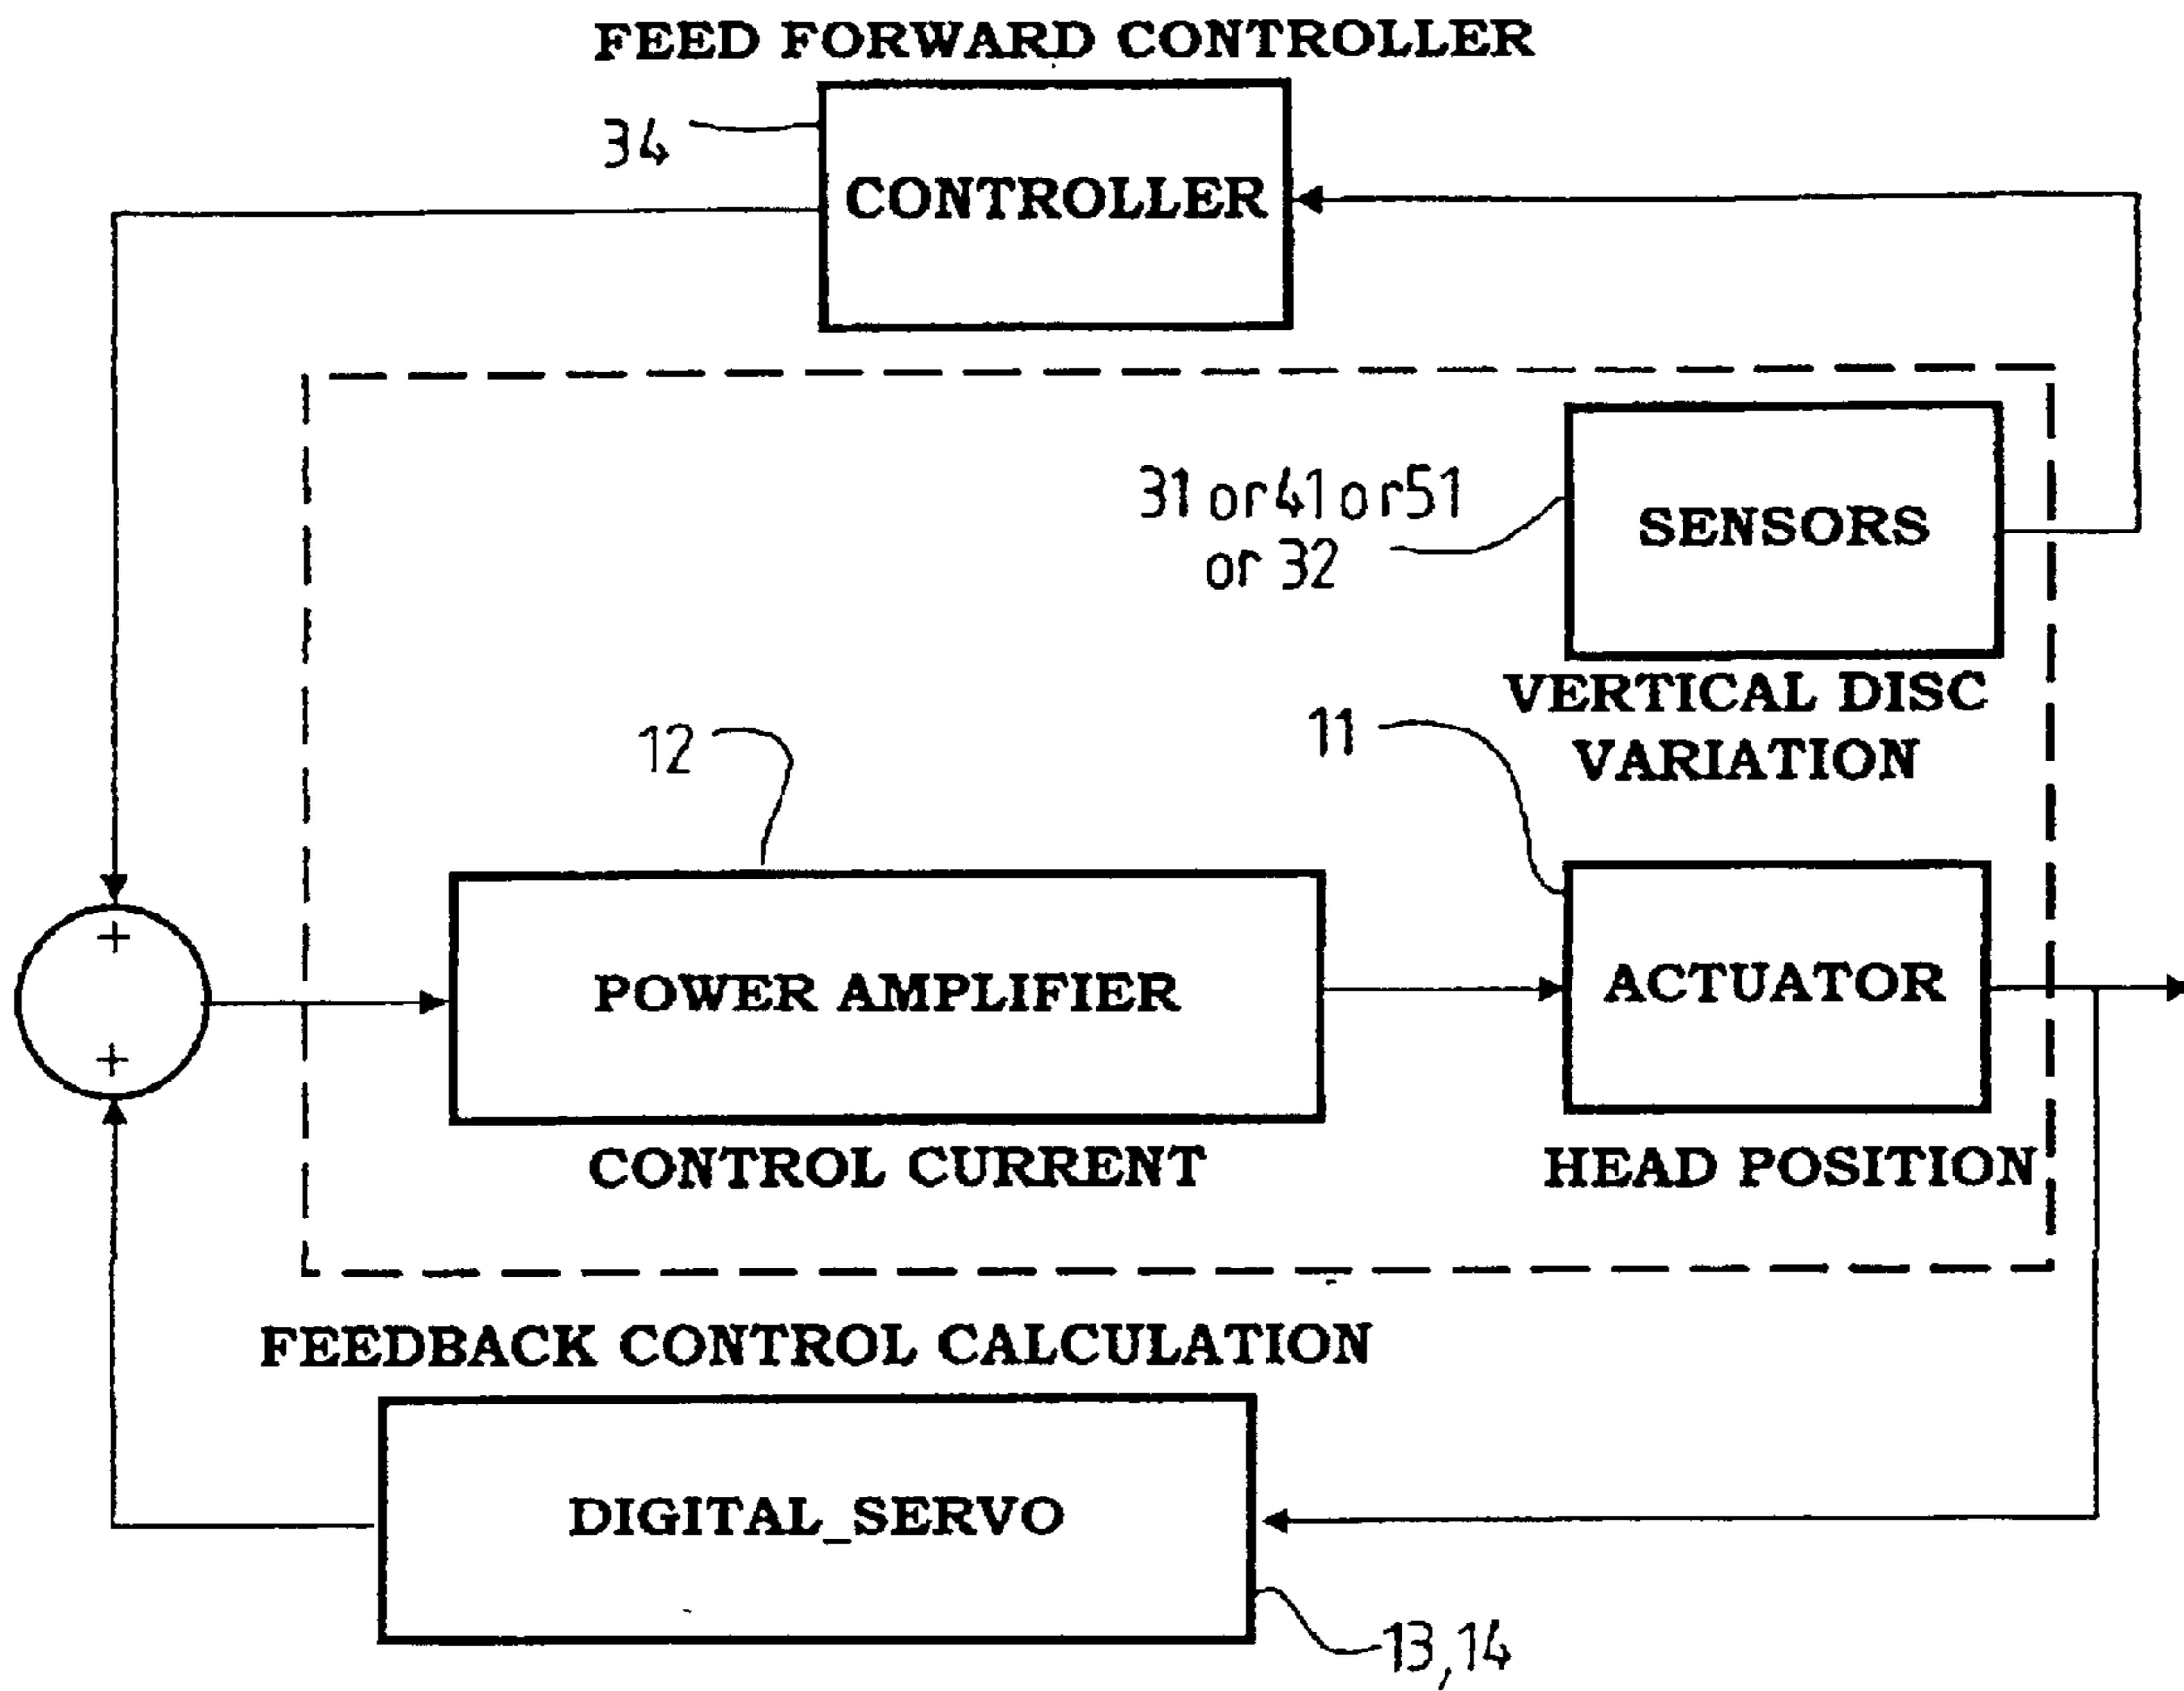 FEED FORWARD CONTROLLER
34
CONTROLLER
31 or 41 or 51
or 32
SENSORS
VERTICAL DISC
VARIATION
12
11
+
+
POWER AMPLIFIER
ACTUATOR
CONTROL CURRENT
HEAD POSITION
FEEDBACK CONTROL CALCULATION
DIGITAL_SERVO
13,14